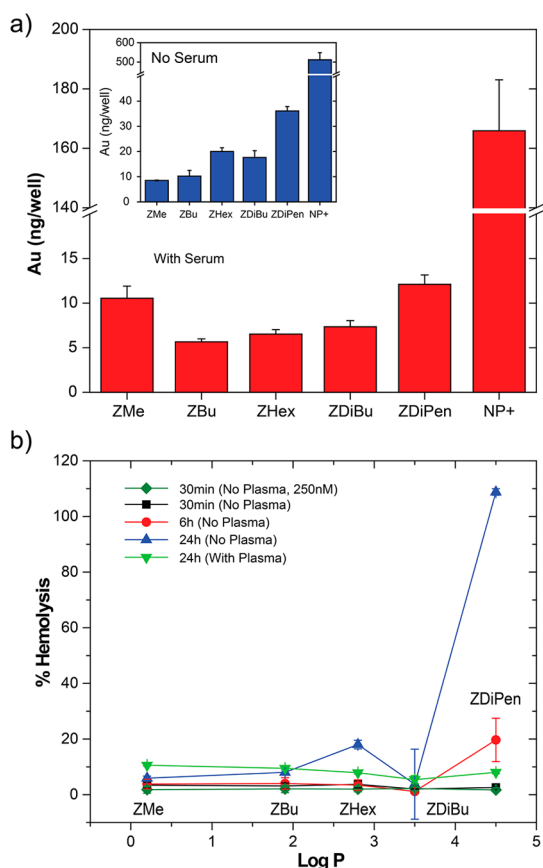 a)
200
180
160
140
15
10
5
0
Au (ng/well)
No Serum
600
500
40
30
20
10
0
Au (ng/well)
ZMe ZBu ZHex ZDiBu ZDiPen NP+
With Serum
ZMe ZBu ZHex ZDiBu ZDiPen NP+
b)
120
100
80
60
40
20
0
% Hemolysis
30min (No Plasma, 250nM)
30min (No Plasma)
6h (No Plasma)
24h (No Plasma)
24h (With Plasma)
ZDiPen
ZMe ZBu ZHex ZDiBu
0 1 2 3 4 5
Log P